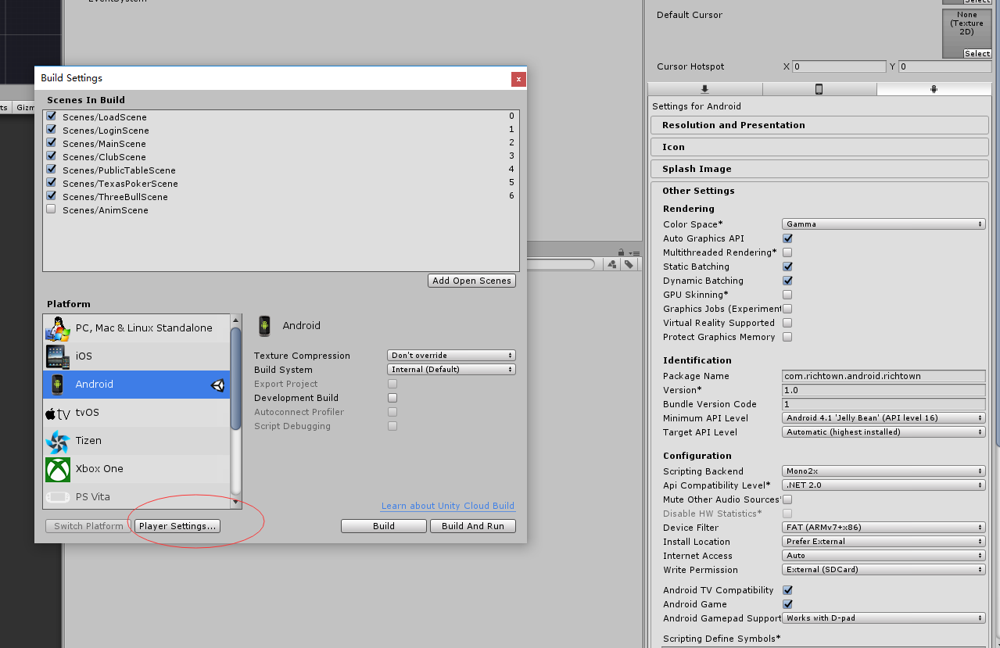 EventSystem
Select
Default Cursor
None
(Texture
2D)
Select
Cursor Hotspot
X 0
Y 0
Build Settings
x
Scenes In Build
Scenes/LoadScene 0
Scenes/LoginScene 1
Scenes/MainScene 2
Scenes/ClubScene 3
Scenes/PublicTableScene 4
Scenes/TexasPokerScene 5
Scenes/ThreeBullScene 6
Scenes/AnimScene
Add Open Scenes
Platform
PC, Mac & Linux Standalone
iOS
Android
tv tvOS
Tizen
Xbox One
PS Vita
Android
Texture Compression Don't override
Build System Internal (Default)
Export Project
Development Build
Autoconnect Profiler
Script Debugging
Learn about Unity Cloud Build
Switch Platform
Player Settings...
Build
Build And Run
ts
Gizm
Settings for Android
Resolution and Presentation
Icon
Splash Image
Other Settings
Rendering
Color Space* Gamma
Auto Graphics API
Multithreaded Rendering*
Static Batching
Dynamic Batching
GPU Skinning*
Graphics Jobs (Experiment
Virtual Reality Supported
Protect Graphics Memory
Identification
Package Name com.richtown.android.richtown
Version* 1.0
Bundle Version Code 1
Minimum API Level Android 4.1 'Jelly Bean' (API level 16)
Target API Level Automatic (highest installed)
Configuration
Scripting Backend Mono2x
Api Compatibility Level* .NET 2.0
Mute Other Audio Sources*
Disable HW Statistics*
Device Filter FAT (ARMv7+x86)
Install Location Prefer External
Internet Access Auto
Write Permission External (SDCard)
Android TV Compatibility
Android Game
Android Gamepad Support Works with D-pad
Scripting Define Symbols*